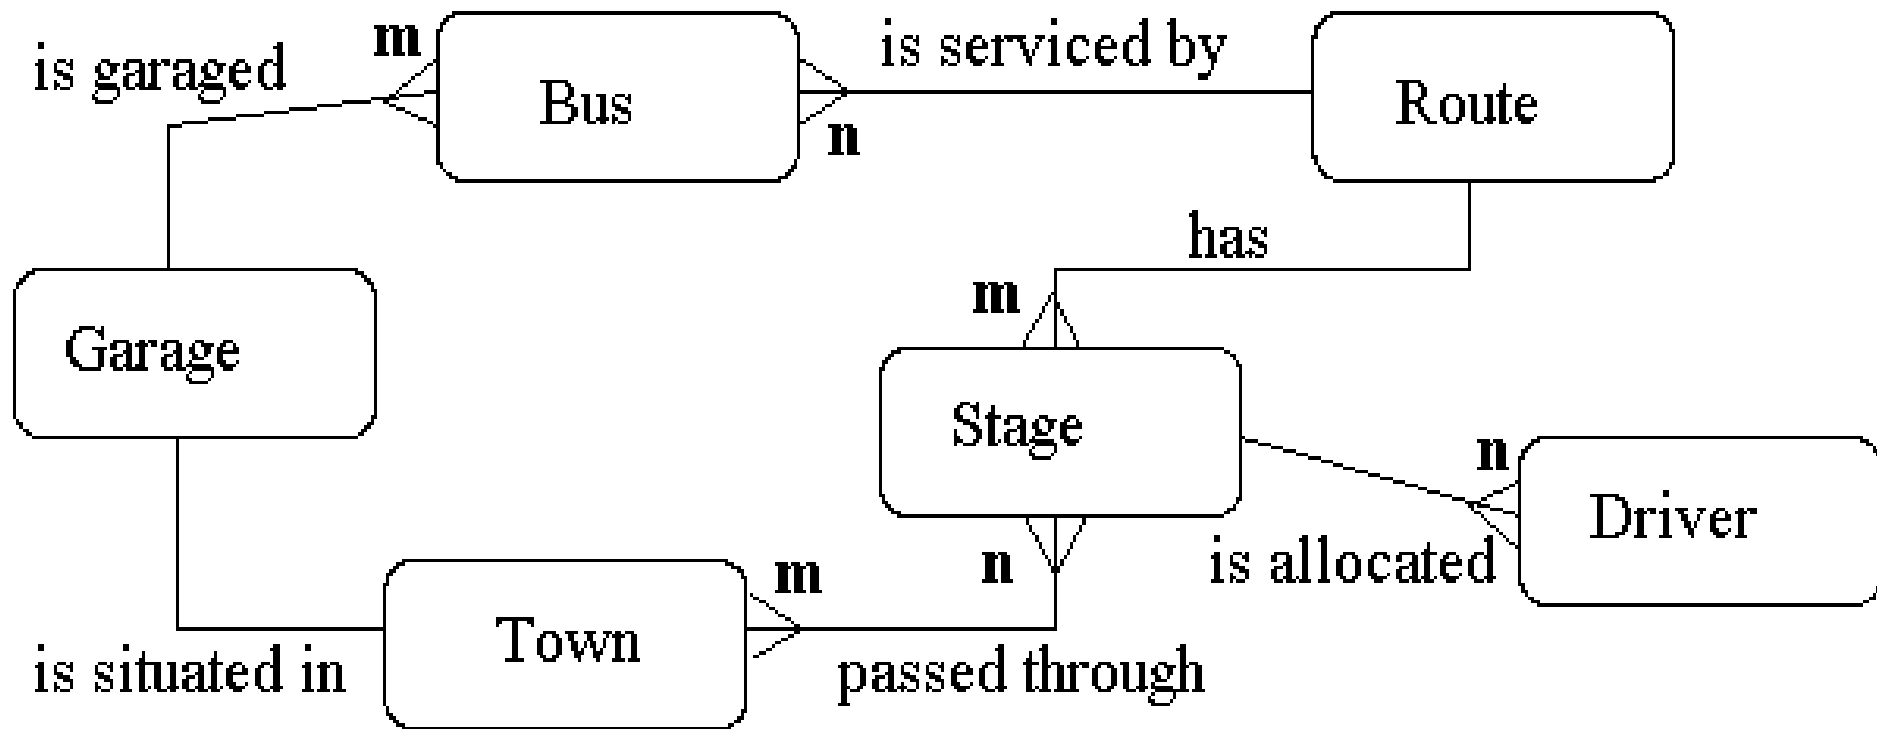 m
is serviced by
is garaged
Bus
Route
n
has
m
Garage
Stage
n
Driver
n
is allocated
m
Town
is situated in
passed through